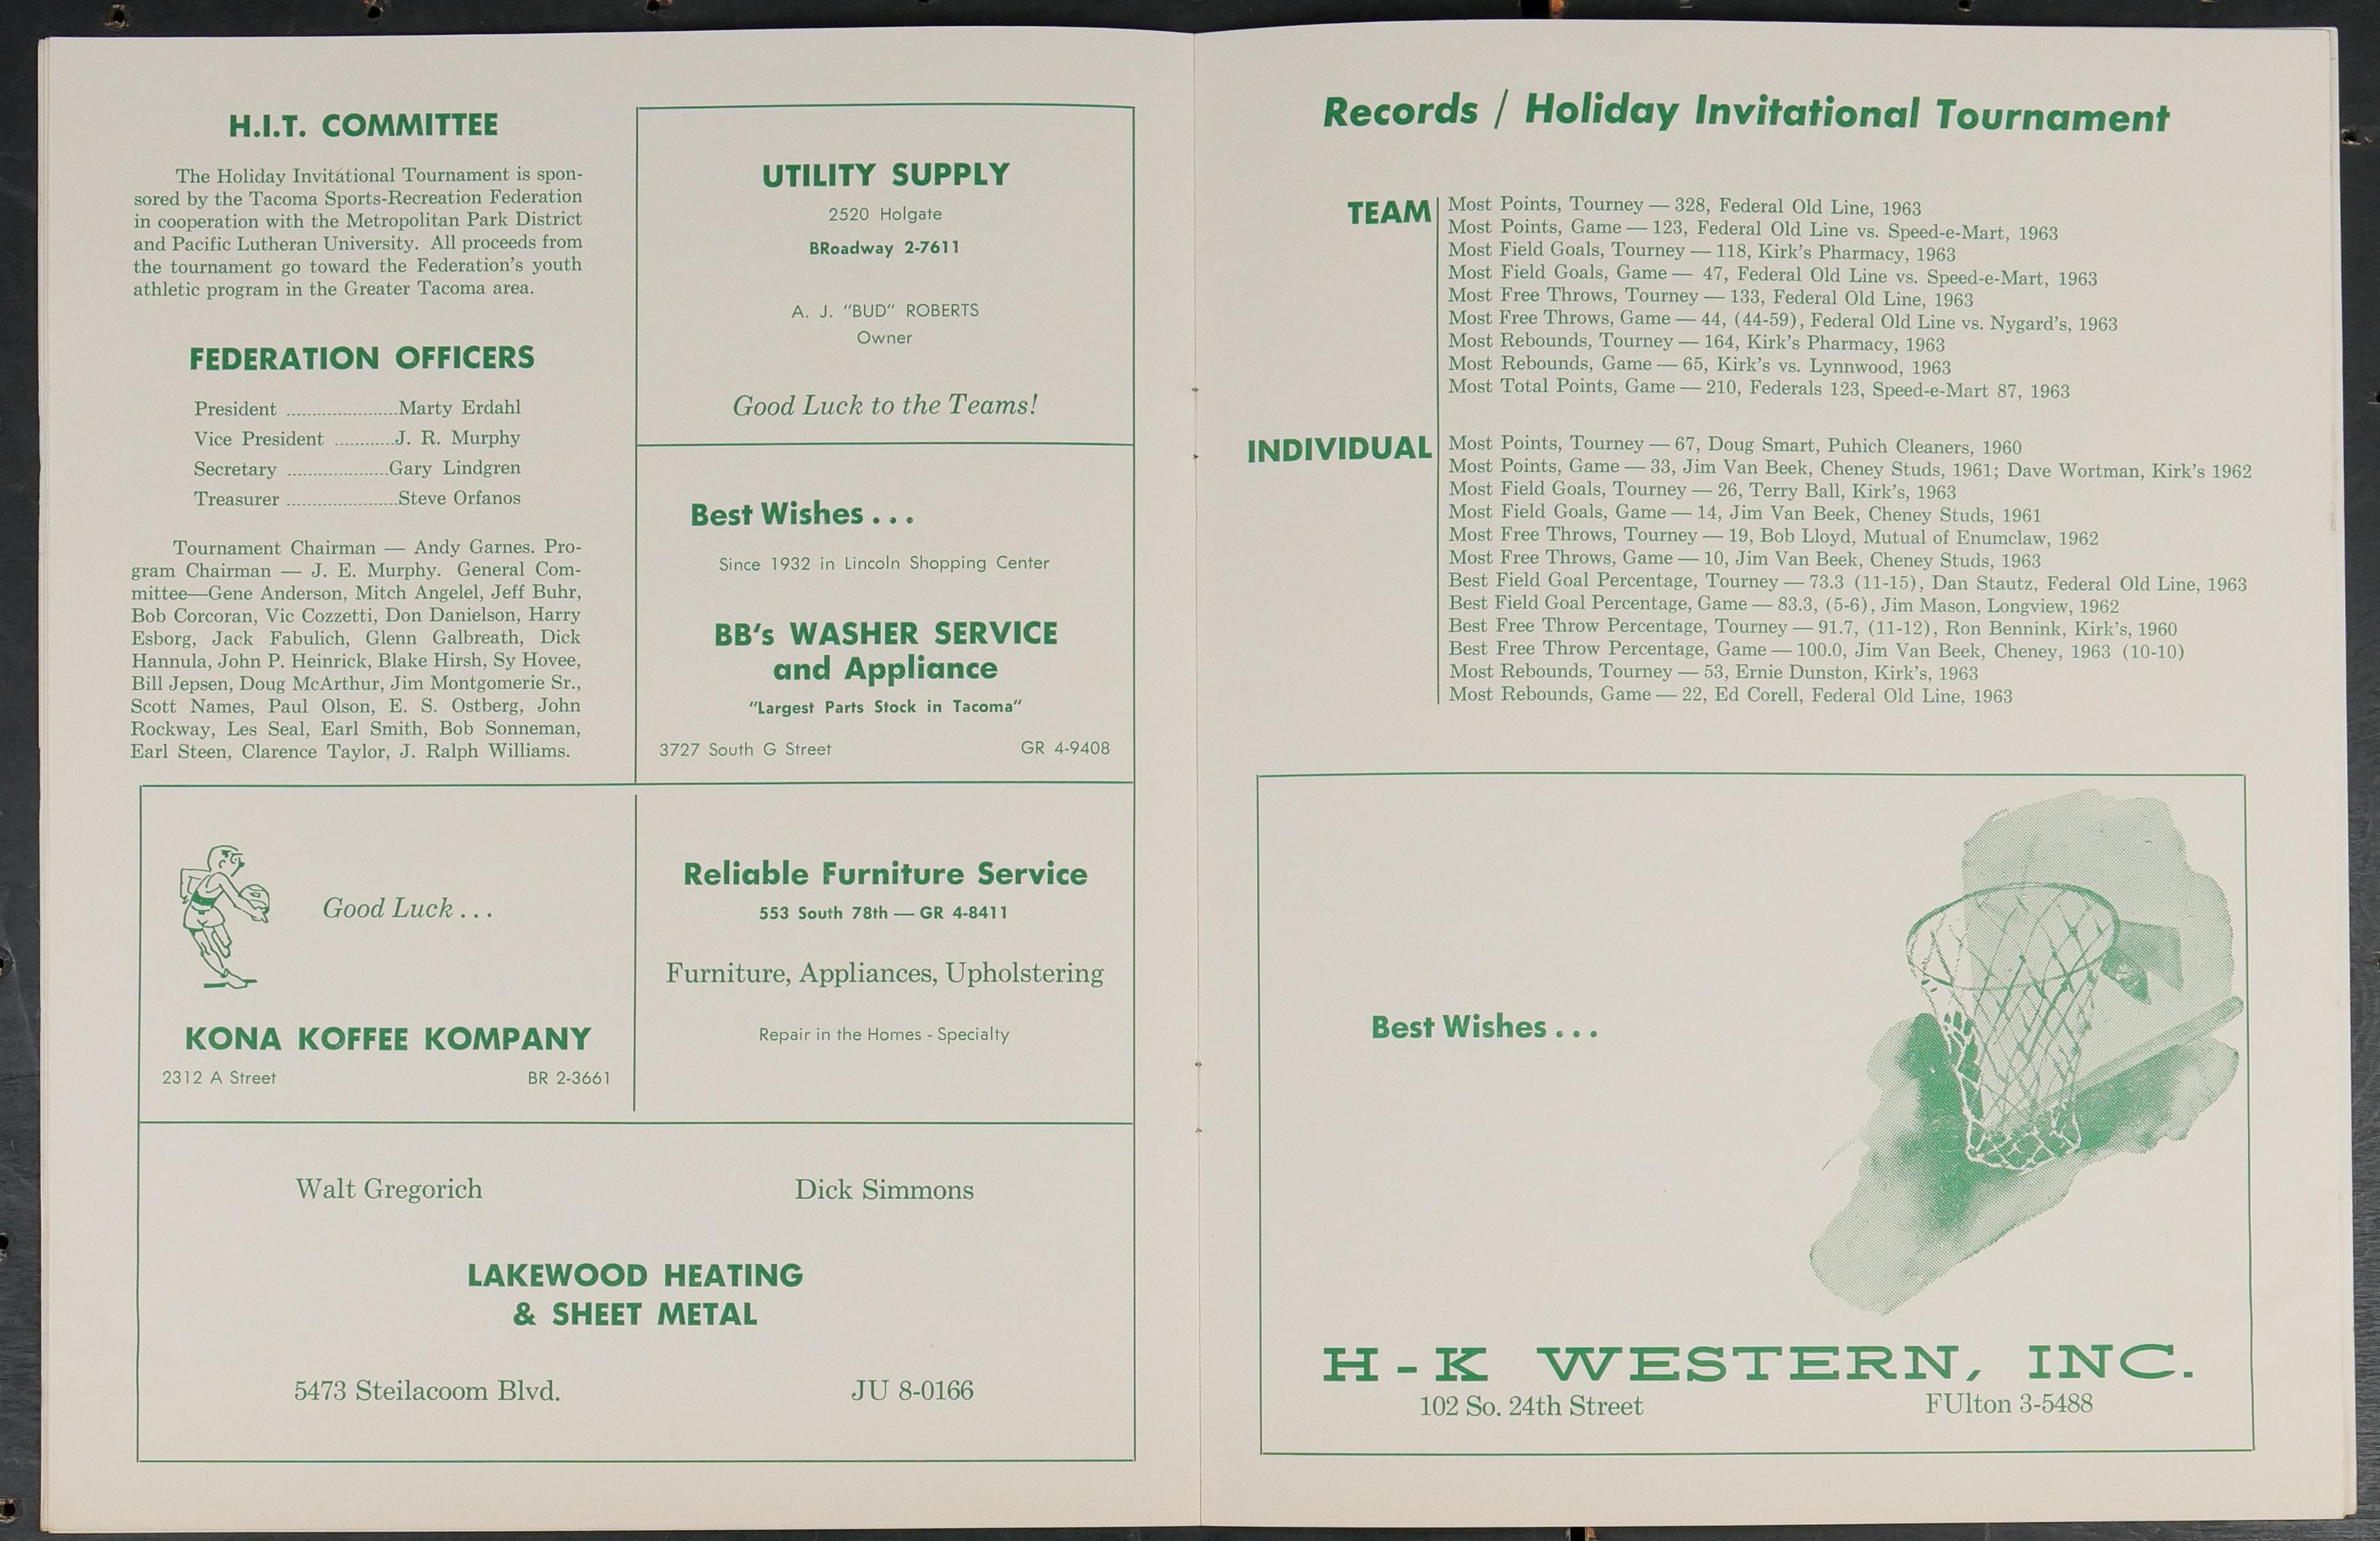 H.I.T. COMMITTEE
The Holiday Invitational Tournament is spon-
sored by the Tacoma Sports-Recreation Federation
in cooperation with the Metropolitan Park District
and Pacific Lutheran University. All proceeds from
the tournament go toward the Federation's youth
athletic program in the Greater Tacoma area.
FEDERATION OFFICERS
President ......................Marty Erdahl
Vice President ...........J. R. Murphy
Secretary ....................Gary Lindgren
Treasurer ......................Steve Orfanos
Tournament Chairman — Andy Garnes. Pro-
gram Chairman — J. E. Murphy. General Com-
mittee—Gene Anderson, Mitch Angelel, Jeff Buhr,
Bob Corcoran, Vic Cozzetti, Don Danielson, Harry
Esborg, Jack Fabulich, Glenn Galbreath, Dick
Hannula, John P. Heinrick, Blake Hirsh, Sy Hovee,
Bill Jepsen, Doug McArthur, Jim Montgomerie Sr.,
Scott Names, Paul Olson, E. S. Ostberg, John
Rockway, Les Seal, Earl Smith, Bob Sonneman,
Earl Steen, Clarence Taylor, J. Ralph Williams.
UTILITY SUPPLY
2520 Holgate
BRoadway 2-7611
A. J. "BUD" ROBERTS
Owner
Good Luck to the Teams!
Best Wishes . . .
Since 1932 in Lincoln Shopping Center
BB's WASHER SERVICE
and Appliance
"Largest Parts Stock in Tacoma"
3727 South G Street GR 4-9408
Good Luck . . .
KONA KOFFEE KOMPANY
2312 A Street BR 2-3661
Reliable Furniture Service
553 South 78th — GR 4-8411
Furniture, Appliances, Upholstering
Repair in the Homes - Specialty
Walt Gregorich Dick Simmons
LAKEWOOD HEATING
& SHEET METAL
5473 Steilacoom Blvd. JU 8-0166
Records / Holiday Invitational Tournament
TEAM
Most Points, Tourney — 328, Federal Old Line, 1963
Most Points, Game — 123, Federal Old Line vs. Speed-e-Mart, 1963
Most Field Goals, Tourney — 118, Kirk's Pharmacy, 1963
Most Field Goals, Game — 47, Federal Old Line vs. Speed-e-Mart, 1963
Most Free Throws, Tourney — 133, Federal Old Line, 1963
Most Free Throws, Game — 44, (44-59), Federal Old Line vs. Nygard's, 1963
Most Rebounds, Tourney — 164, Kirk's Pharmacy, 1963
Most Rebounds, Game — 65, Kirk's vs. Lynnwood, 1963
Most Total Points, Game — 210, Federals 123, Speed-e-Mart 87, 1963
INDIVIDUAL
Most Points, Tourney — 67, Doug Smart, Puhich Cleaners, 1960
Most Points, Game — 33, Jim Van Beek, Cheney Studs, 1961; Dave Wortman, Kirk's 1962
Most Field Goals, Tourney — 26, Terry Ball, Kirk's, 1963
Most Field Goals, Game — 14, Jim Van Beek, Cheney Studs, 1961
Most Free Throws, Tourney — 19, Bob Lloyd, Mutual of Enumclaw, 1962
Most Free Throws, Game — 10, Jim Van Beek, Cheney Studs, 1963
Best Field Goal Percentage, Tourney — 73.3 (11-15), Dan Stautz, Federal Old Line, 1963
Best Field Goal Percentage, Game — 83.3, (5-6), Jim Mason, Longview, 1962
Best Free Throw Percentage, Tourney — 91.7, (11-12), Ron Bennink, Kirk's, 1960
Best Free Throw Percentage, Game — 100.0, Jim Van Beek, Cheney, 1963 (10-10)
Most Rebounds, Tourney — 53, Ernie Dunston, Kirk's, 1963
Most Rebounds, Game — 22, Ed Corell, Federal Old Line, 1963
Best Wishes . . .
H - K WESTERN, INC.
102 So. 24th Street FUlton 3-5488